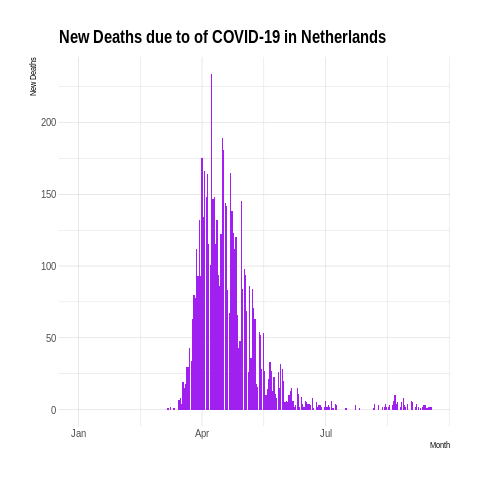 New Deaths due to of COVID-19 in Netherlands
New Deaths
200
150
100
50
0
Jan Apr Jul
Month